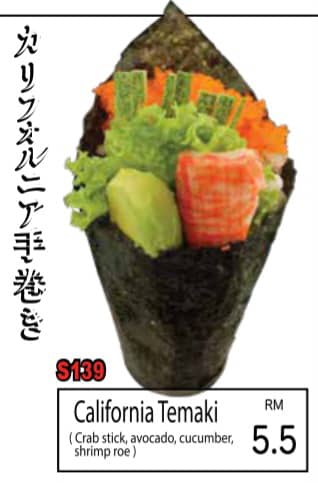 カリフォルニア手巻き
S139
California Temaki
RM
( Crab stick, avocado, cucumber,
shrimp roe )
5.5